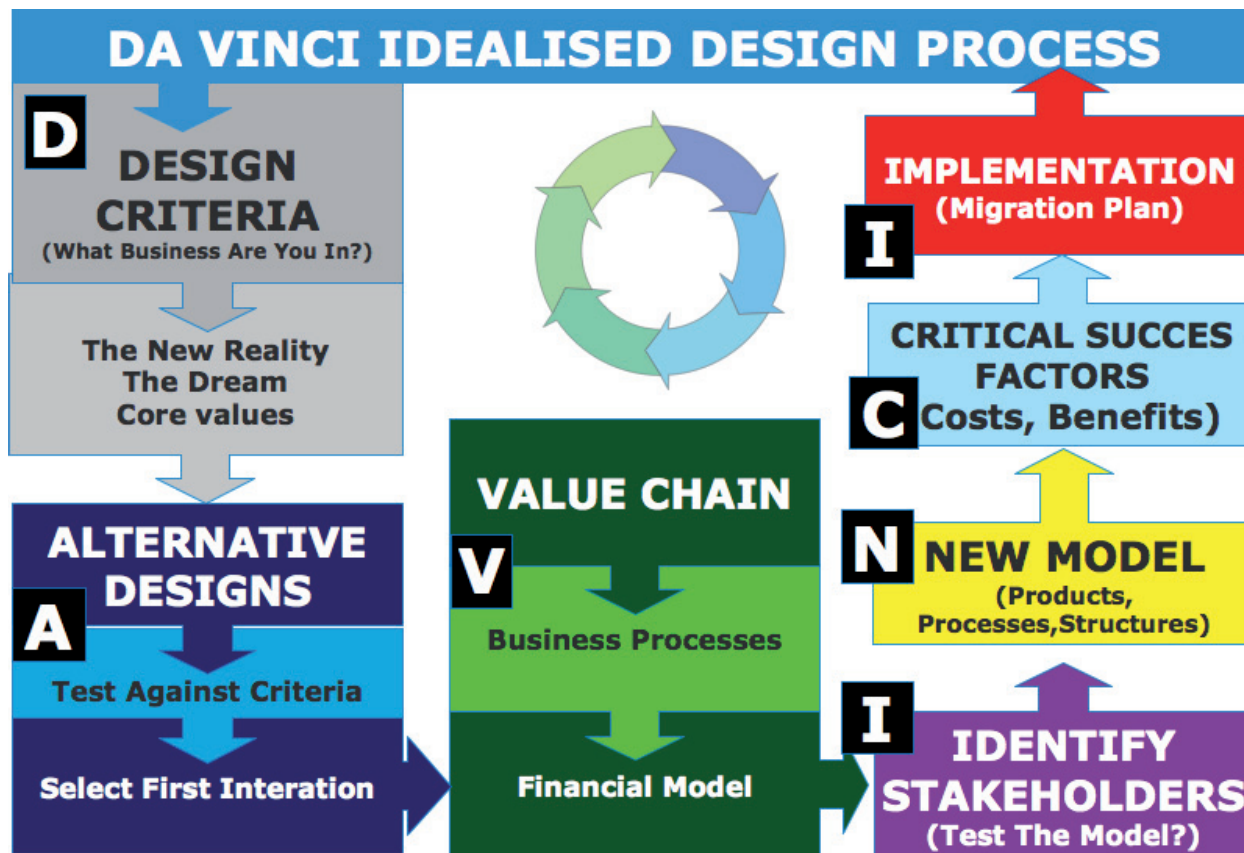 DA VINCI IDEALISED DESIGN PROCESS
D
DESIGN
CRITERIA
(What Business Are You In?)
The New Reality
The Dream
Core values
A
ALTERNATIVE
DESIGNS
Test Against Criteria
Select First Interation
V
VALUE CHAIN
Business Processes
Financial Model
I
IDENTIFY
STAKEHOLDERS
(Test The Model?)
N
NEW MODEL
(Products,
Processes,Structures)
C
CRITICAL SUCCES
FACTORS
(Costs, Benefits)
I
IMPLEMENTATION
(Migration Plan)